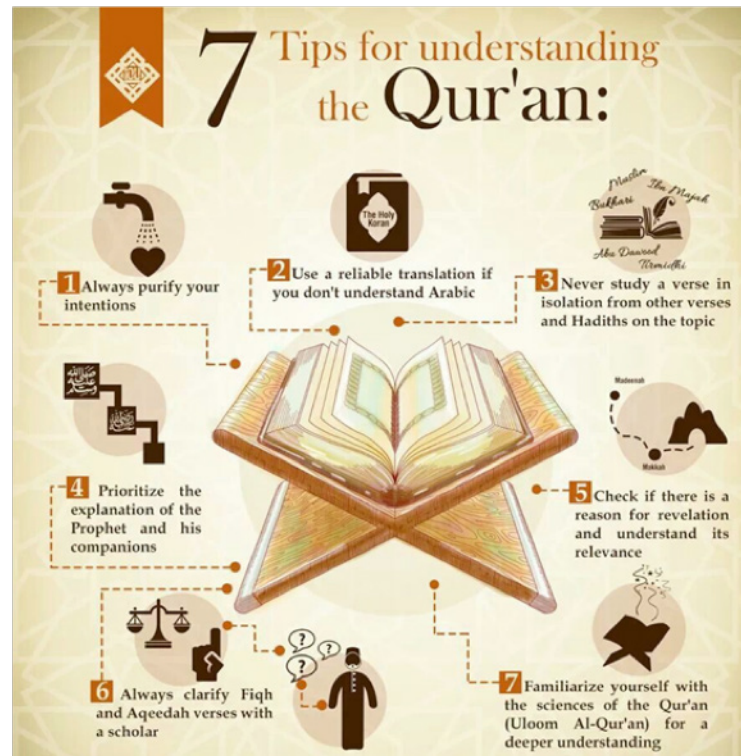 7 Tips for understanding
the Qur'an:
The Holy
Koran
Muslim
Ibn Majah
Bukhari
Abu Dawood
Tirmidhi
1 Always purify your
intentions
2 Use a reliable translation if
you don't understand Arabic
3 Never study a verse in
isolation from other verses
and Hadiths on the topic
صلى الله
عليه
وسلم
4 Prioritize the
explanation of the
Prophet and his
companions
Madeenah
Makkah
5 Check if there is a
reason for revelation
and understand its
relevance
? ?
?
6 Always clarify Fiqh
and Aqeedah verses with
a scholar
7 Familiarize yourself with
the sciences of the Qur'an
(Uloom Al-Qur'an) for a
deeper understanding